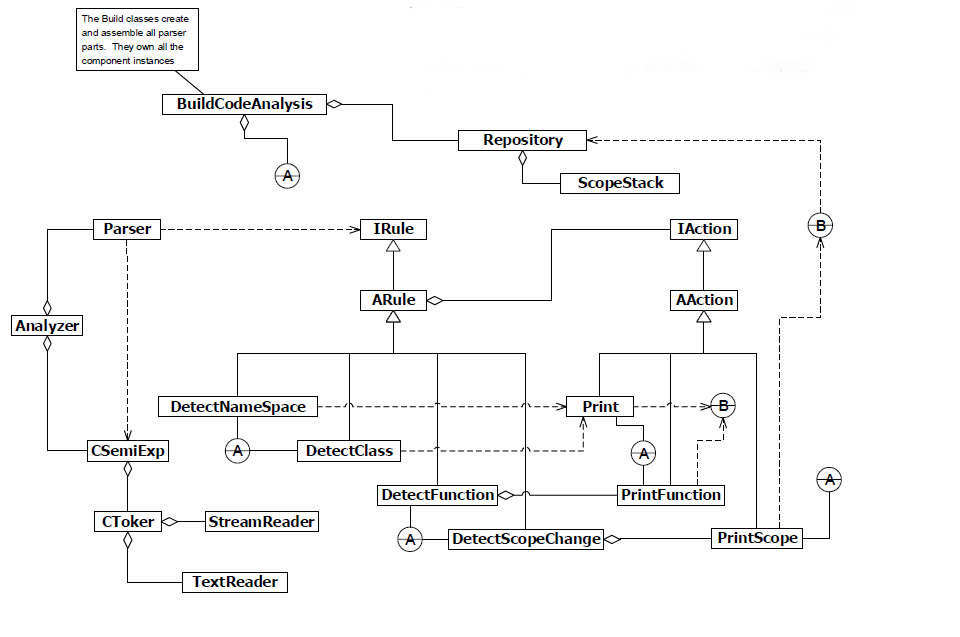 The Build classes create
and assemble all parser
parts. They own all the
component instances
BuildCodeAnalysis
Repository
A
ScopeStack
Parser
IRule
IAction
B
ARule
AAction
Analyzer
DetectNameSpace
Print
B
A
DetectClass
A
CSemiExp
A
DetectFunction
PrintFunction
CToker
StreamReader
A
DetectScopeChange
PrintScope
TextReader